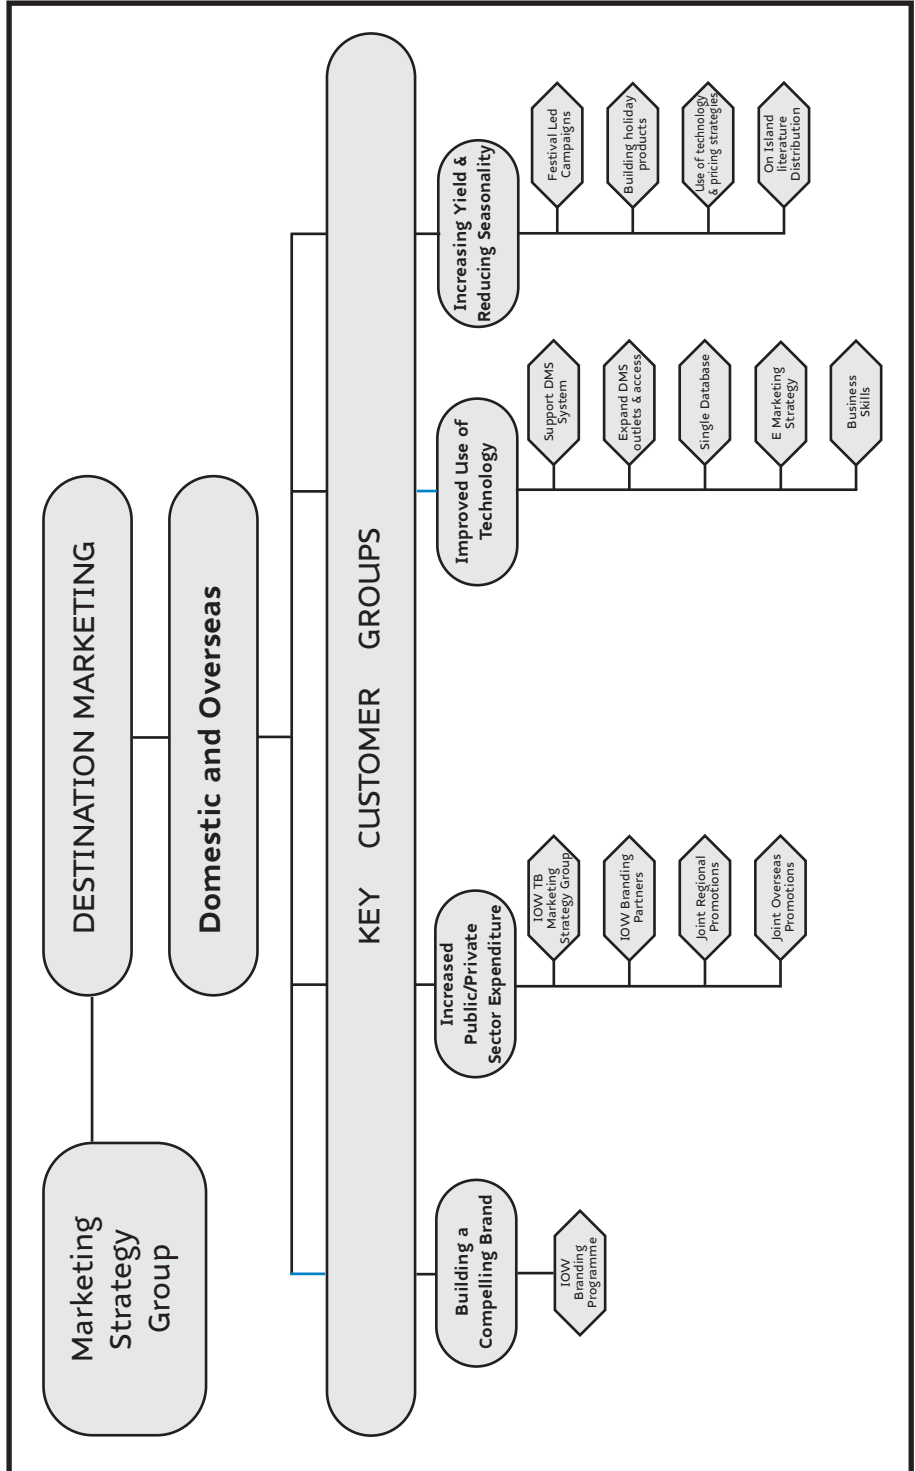 Marketing
Strategy
Group
DESTINATION MARKETING
Domestic and Overseas
KEY CUSTOMER GROUPS
Building a
Compelling Brand
IOW
Branding
Programme
Increased
Public/Private
Sector Expenditure
IOW TB
Marketing
Strategy Group
IOW Branding
Partners
Joint Regional
Promotions
Joint Overseas
Promotions
Improved Use of
Technology
Support DMS
System
Expand DMS
outlets & access
Single Database
E Marketing
Strategy
Business
Skills
Increasing Yield &
Reducing Seasonality
Festival Led
Campaigns
Building holiday
products
Use of technology
& pricing strategies
On Island
literature
Distribution